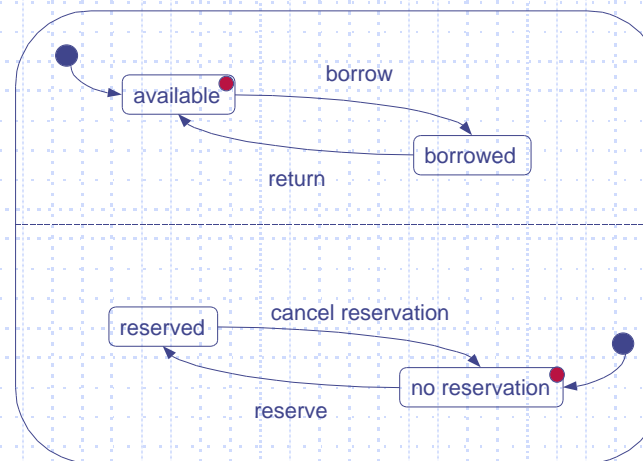 borrow
available
borrowed
return
cancel reservation
reserved
no reservation
reserve